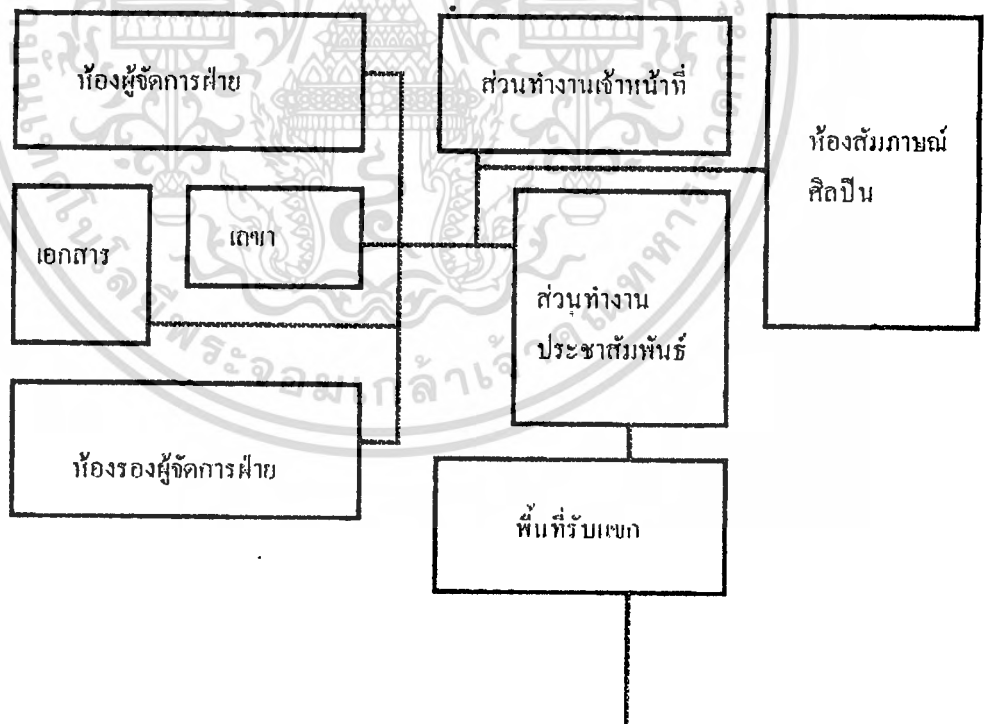 ห้องผู้จัดการฝ่าย
ส่วนทำงานเจ้าหน้าที่
ห้องสัมภาษณ์
ศิลปิน
เอกสาร
เลขา
ส่วนทำงาน
ประชาสัมพันธ์
ห้องรองผู้จัดการฝ่าย
พื้นที่รับแขก